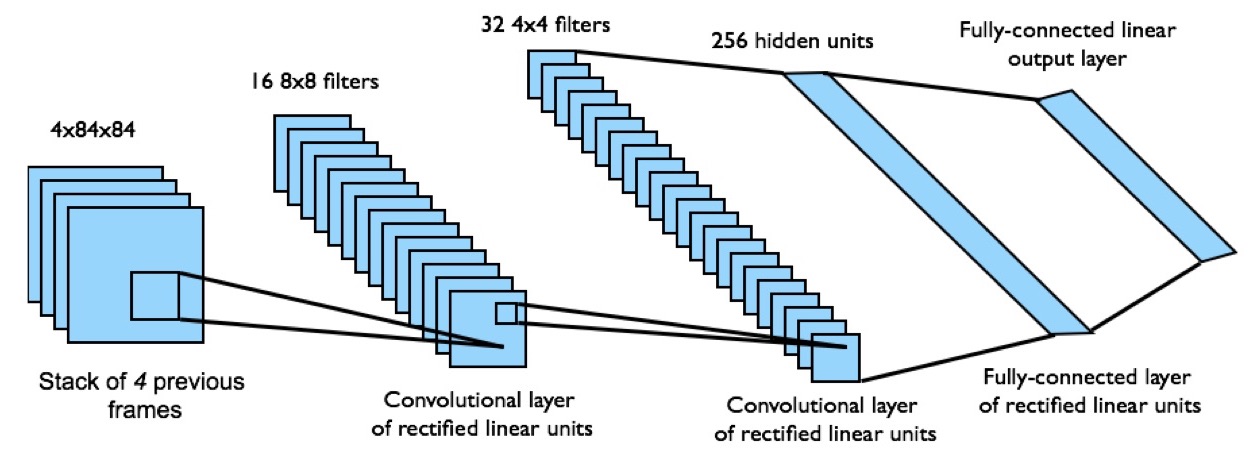 4x84x84
Stack of 4 previous
frames
16 8x8 filters
Convolutional layer
of rectified linear units
32 4x4 filters
Convolutional layer
of rectified linear units
256 hidden units
Fully-connected layer
of rectified linear units
Fully-connected linear
output layer